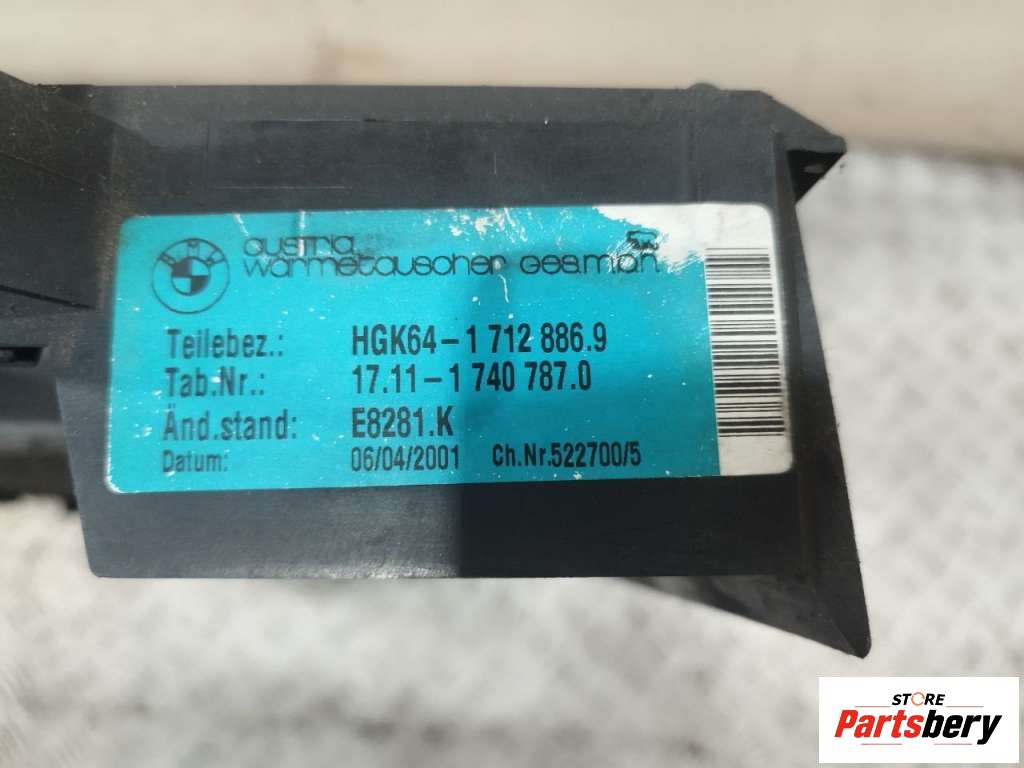 BMW
austria
wärmetauscher Ges.m.b.H.
Teilebez.: HGK64-1 712 886.9
Tab.Nr.: 17.11-1 740 787.0
Änd.stand: E8281.K
Datum: 06/04/2001 Ch.Nr.522700/5
STORE
Partsbery